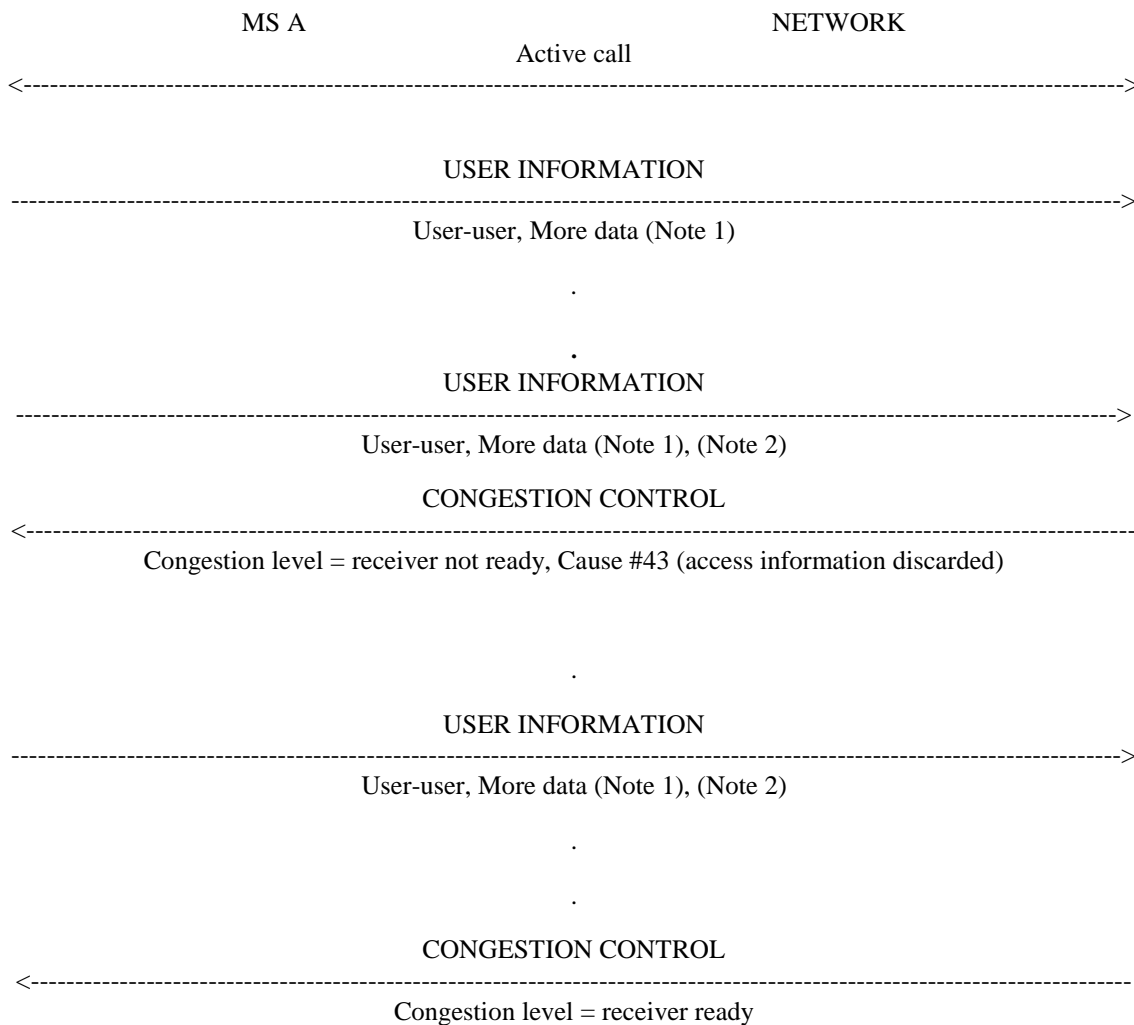 MS A NETWORK
Active call
<----------------------------------------------------------------------------------------------------------------------------->
USER INFORMATION
------------------------------------------------------------------------------------------------------------------------------>
User-user, More data (Note 1)
.
.
USER INFORMATION
----------------------------------------------------------------------------------------------------------------------------->
User-user, More data (Note 1), (Note 2)
CONGESTION CONTROL
<------------------------------------------------------------------------------------------------------------------------------
Congestion level = receiver not ready, Cause #43 (access information discarded)
.
USER INFORMATION
------------------------------------------------------------------------------------------------------------------------------>
User-user, More data (Note 1), (Note 2)
.
.
CONGESTION CONTROL
<-----------------------------------------------------------------------------------------------------------------------------
Congestion level = receiver ready